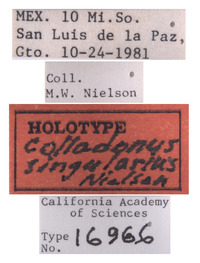 MEX. 10 Mi.So.
San Luis de la Paz,
Gto. 10-24-1981
Coll.
M.W. Nielson
HOLOTYPE
Colladonus
singularius
Nielson
California Academy
of Sciences
Type
No. 16966